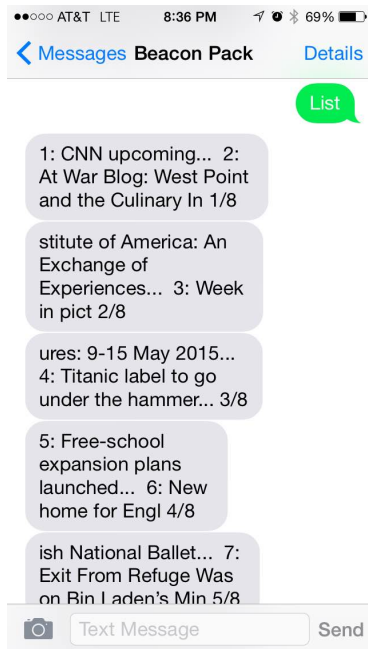 AT&T LTE 8:36 PM 69%
Messages Beacon Pack Details
List
1: CNN upcoming... 2:
At War Blog: West Point
and the Culinary In 1/8
stitute of America: An
Exchange of
Experiences... 3: Week
in pict 2/8
ures: 9-15 May 2015...
4: Titanic label to go
under the hammer... 3/8
5: Free-school
expansion plans
launched... 6: New
home for Engl 4/8
ish National Ballet... 7:
Exit From Refuge Was
on Bin Laden's Min 5/8
Text Message Send